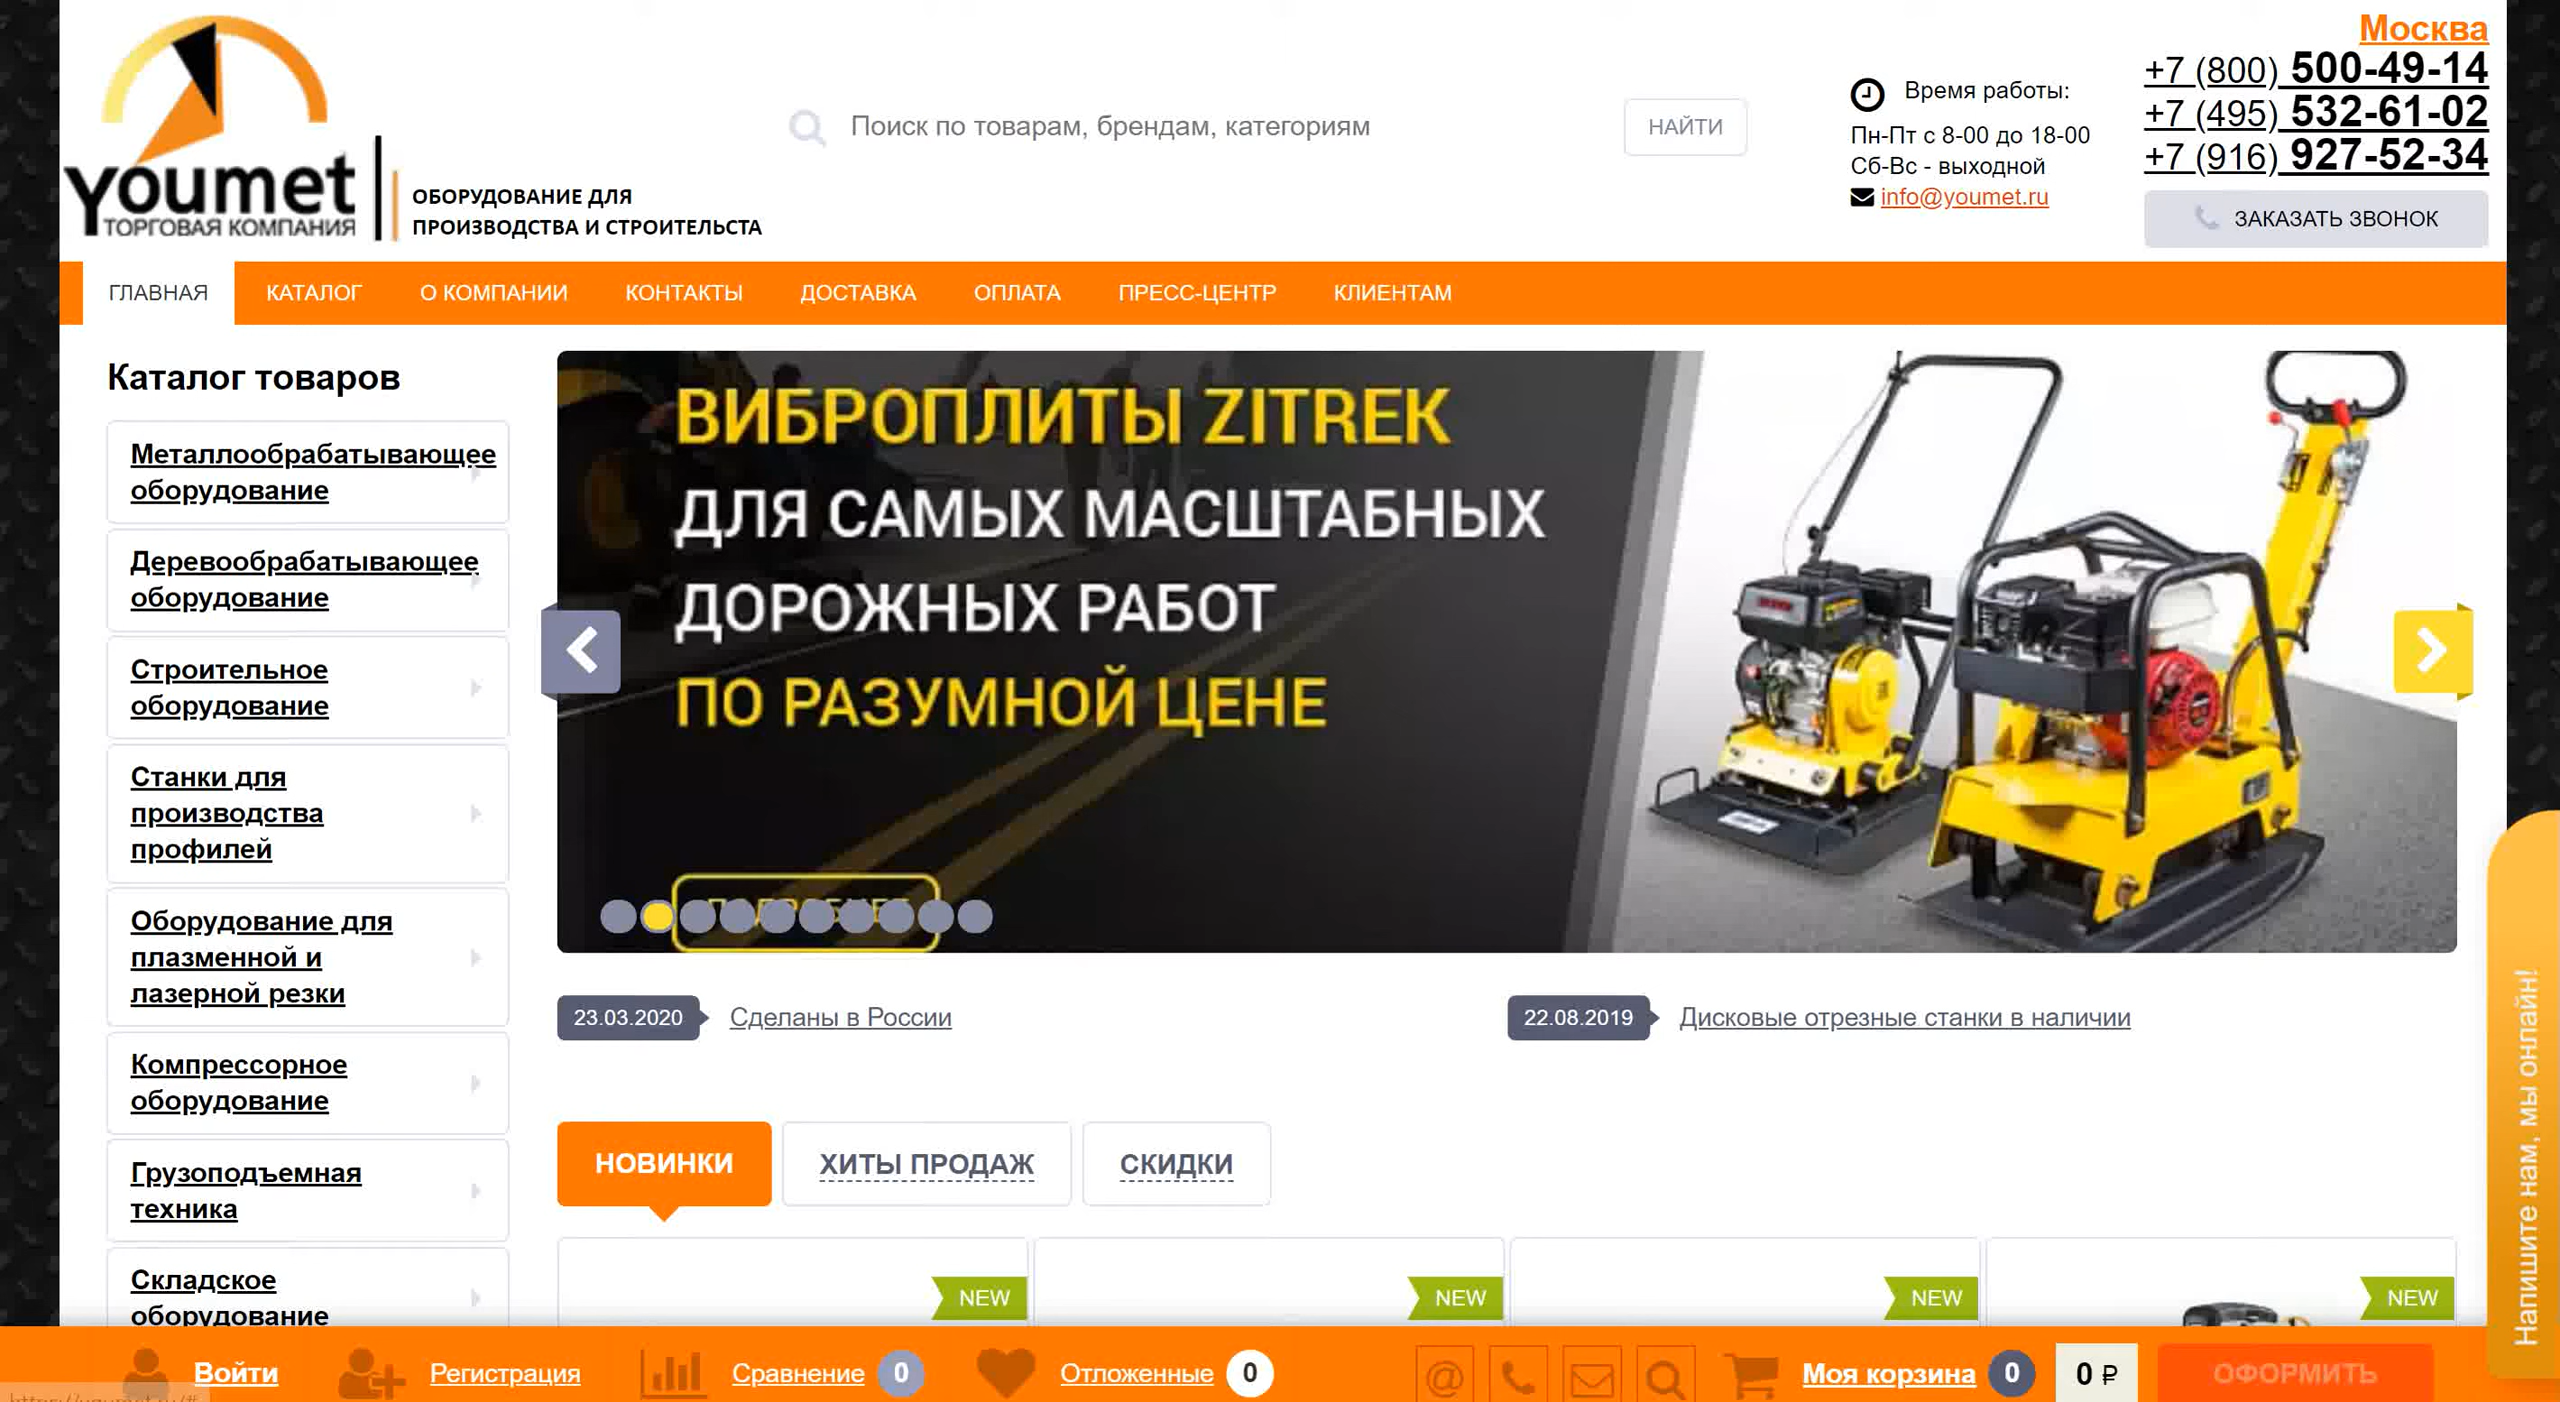 Москва
+7 (800) 500-49-14
+7 (495) 532-61-02
+7 (916) 927-52-34
ЗАКАЗАТЬ ЗВОНОК
Время работы:
Пн-Пт с 8-00 до 18-00
Сб-Вс - выходной
info@youmet.ru
Поиск по товарам, брендам, категориям
НАЙТИ
youmet
ТОРГОВАЯ КОМПАНИЯ
ОБОРУДОВАНИЕ ДЛЯ
ПРОИЗВОДСТВА И СТРОИТЕЛЬСТА
ГЛАВНАЯ КАТАЛОГ О КОМПАНИИ КОНТАКТЫ ДОСТАВКА ОПЛАТА ПРЕСС-ЦЕНТР КЛИЕНТАМ
Каталог товаров
Металлообрабатывающее
оборудование
Деревообрабатывающее
оборудование
Строительное
оборудование
Станки для
производства
профилей
Оборудование для
плазменной и
лазерной резки
Компрессорное
оборудование
Грузоподъемная
техника
Складское
оборудование
ВИБРОПЛИТЫ ZITREK
ДЛЯ САМЫХ МАСШТАБНЫХ
ДОРОЖНЫХ РАБОТ
ПО РАЗУМНОЙ ЦЕНЕ
23.03.2020 Сделаны в России
22.08.2019 Дисковые отрезные станки в наличии
НОВИНКИ ХИТЫ ПРОДАЖ СКИДКИ
NEW NEW NEW NEW
Напишите нам, мы онлайн!
Войти Регистрация Сравнение 0 Отложенные 0 Моя корзина 0 0 ₽ ОФОРМИТЬ